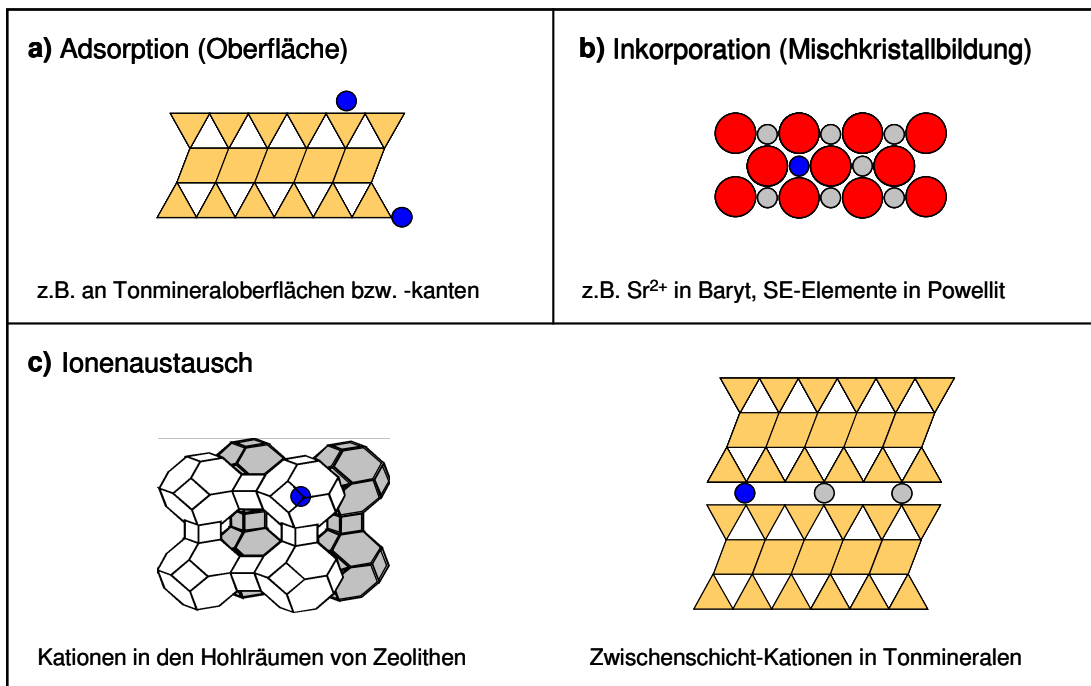 a) Adsorption (Oberfläche)
z.B. an Tonmineraloberflächen bzw. -kanten
b) Inkorporation (Mischkristallbildung)
z.B. Sr²⁺ in Baryt, SE-Elemente in Powellit
c) Ionenaustausch
Kationen in den Hohlräumen von Zeolithen
Zwischenschicht-Kationen in Tonmineralen